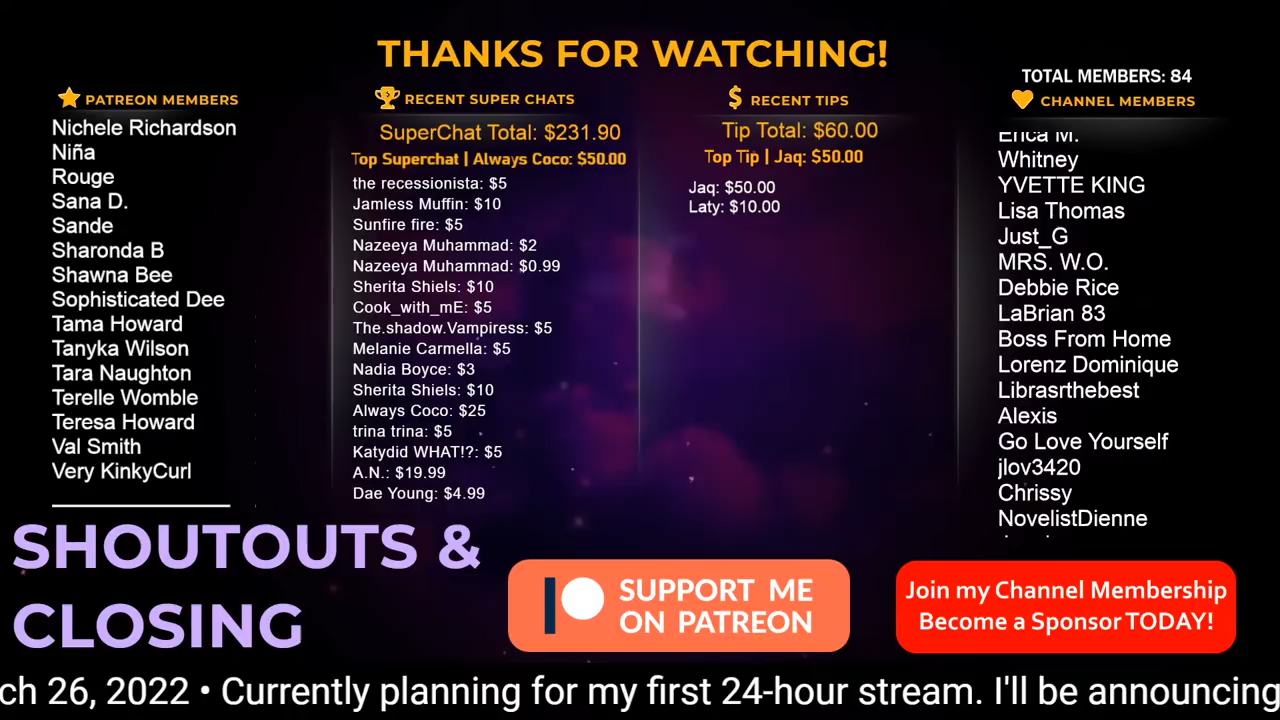 THANKS FOR WATCHING!
PATREON MEMBERS
Nichele Richardson
Niña
Rouge
Sana D.
Sande
Sharonda B
Shawna Bee
Sophisticated Dee
Tama Howard
Tanyka Wilson
Tara Naughton
Terelle Womble
Teresa Howard
Val Smith
Very KinkyCurl
RECENT SUPER CHATS
SuperChat Total: $231.90
Top Superchat | Always Coco: $50.00
the recessionista: $5
Jamless Muffin: $10
Sunfire fire: $5
Nazeeya Muhammad: $2
Nazeeya Muhammad: $0.99
Sherita Shiels: $10
Cook_with_mE: $5
The.shadow.Vampiress: $5
Melanie Carmella: $5
Nadia Boyce: $3
Sherita Shiels: $10
Always Coco: $25
trina trina: $5
Katydid WHAT!?: $5
A.N.: $19.99
Dae Young: $4.99
RECENT TIPS
Tip Total: $60.00
Top Tip | Jaq: $50.00
Jaq: $50.00
Laty: $10.00
TOTAL MEMBERS: 84
CHANNEL MEMBERS
Erica M.
Whitney
YVETTE KING
Lisa Thomas
Just_G
MRS. W.O.
Debbie Rice
LaBrian 83
Boss From Home
Lorenz Dominique
Librasrthebest
Alexis
Go Love Yourself
jlov3420
Chrissy
NovelistDienne
SHOUTOUTS &
CLOSING
SUPPORT ME
ON PATREON
Join my Channel Membership
Become a Sponsor TODAY!
ch 26, 2022 • Currently planning for my first 24-hour stream. I'll be announcing